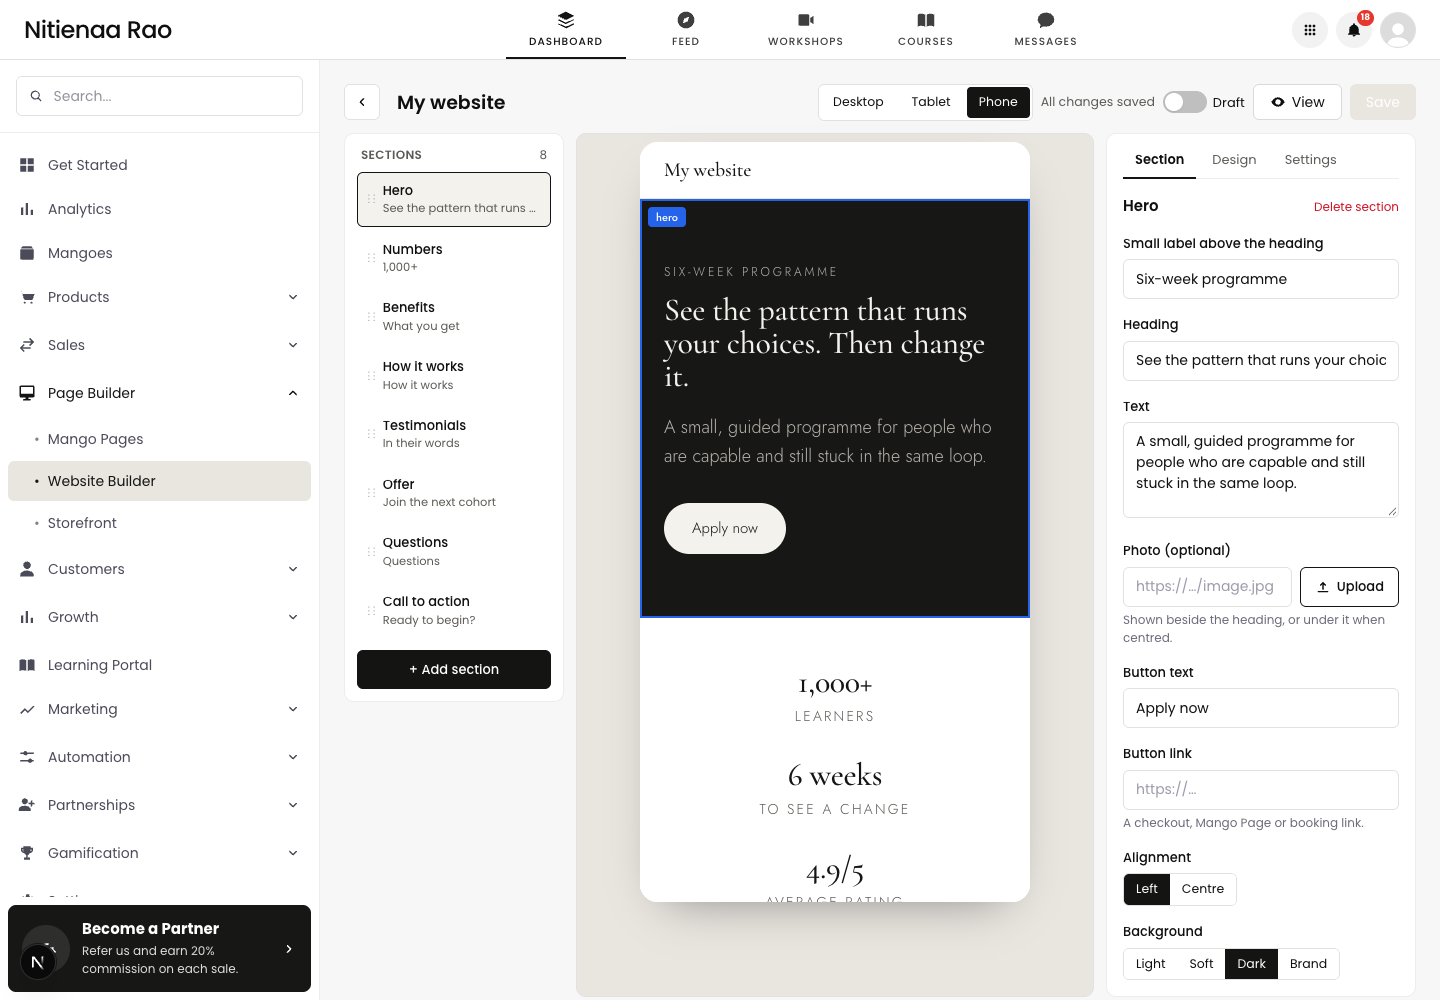 Nitienaa Rao
DASHBOARD
FEED
WORKSHOPS
COURSES
MESSAGES
18
Search...
Get Started
Analytics
Mangoes
Products
Sales
Page Builder
Mango Pages
Website Builder
Storefront
Customers
Growth
Learning Portal
Marketing
Automation
Partnerships
Gamification
Become a Partner
Refer us and earn 20%
commission on each sale.
N
My website
Desktop
Tablet
Phone
All changes saved
Draft
View
Save
SECTIONS
8
Hero
See the pattern that runs ...
Numbers
1,000+
Benefits
What you get
How it works
How it works
Testimonials
In their words
Offer
Join the next cohort
Questions
Questions
Call to action
Ready to begin?
+ Add section
My website
hero
SIX-WEEK PROGRAMME
See the pattern that runs
your choices. Then change
it.
A small, guided programme for people who
are capable and still stuck in the same loop.
Apply now
1,000+
LEARNERS
6 weeks
TO SEE A CHANGE
4.9/5
AVERAGE RATING
Section
Design
Settings
Hero
Delete section
Small label above the heading
Six-week programme
Heading
See the pattern that runs your choic
Text
A small, guided programme for
people who are capable and still
stuck in the same loop.
Photo (optional)
https://.../image.jpg
Upload
Shown beside the heading, or under it when
centred.
Button text
Apply now
Button link
https://...
A checkout, Mango Page or booking link.
Alignment
Left
Centre
Background
Light
Soft
Dark
Brand